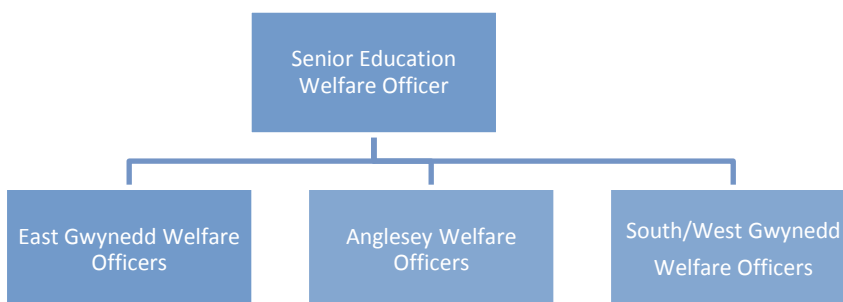 Senior Education
Welfare Officer
East Gwynedd Welfare
Officers
Anglesey Welfare
Officers
South/West Gwynedd
Welfare Officers